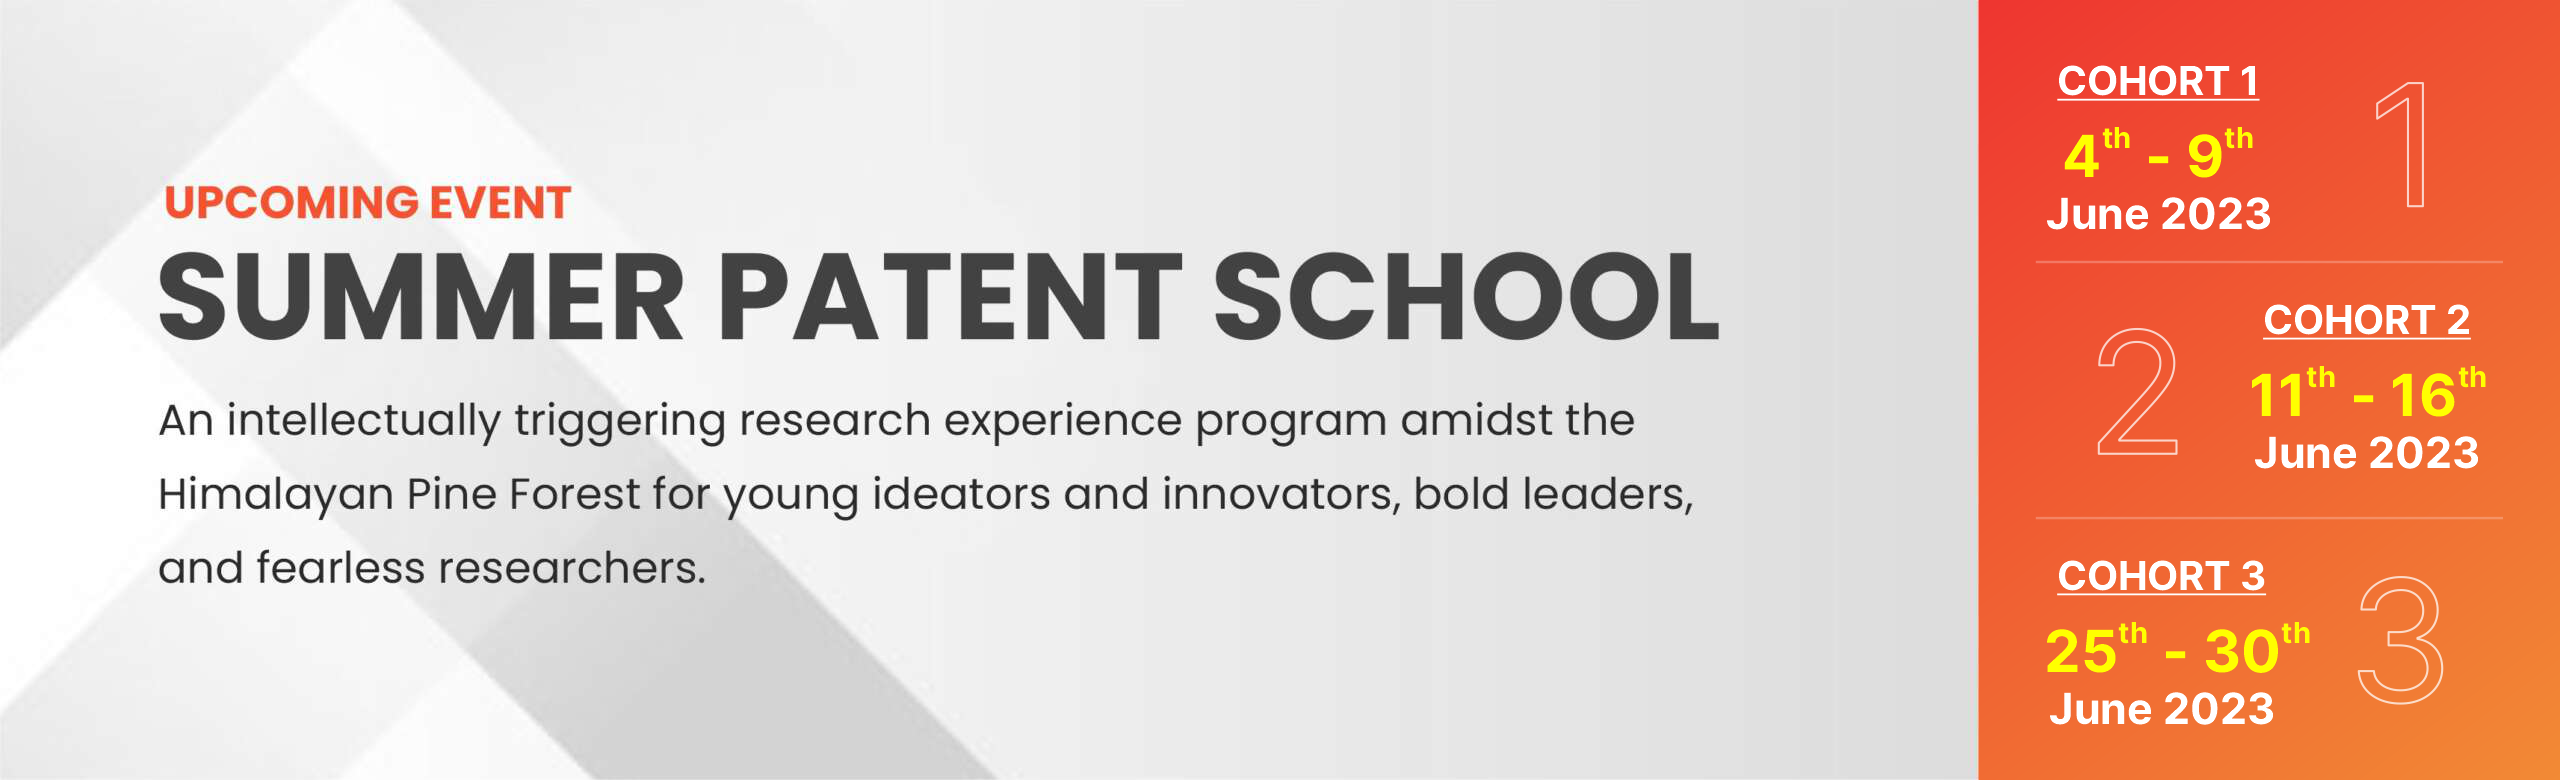 UPCOMING EVENT
SUMMER PATENT SCHOOL
An intellectually triggering research experience program amidst the
Himalayan Pine Forest for young ideators and innovators, bold leaders,
and fearless researchers.
COHORT 1
4th - 9th
June 2023
1
COHORT 2
11th - 16th
June 2023
2
COHORT 3
25th - 30th
June 2023
3